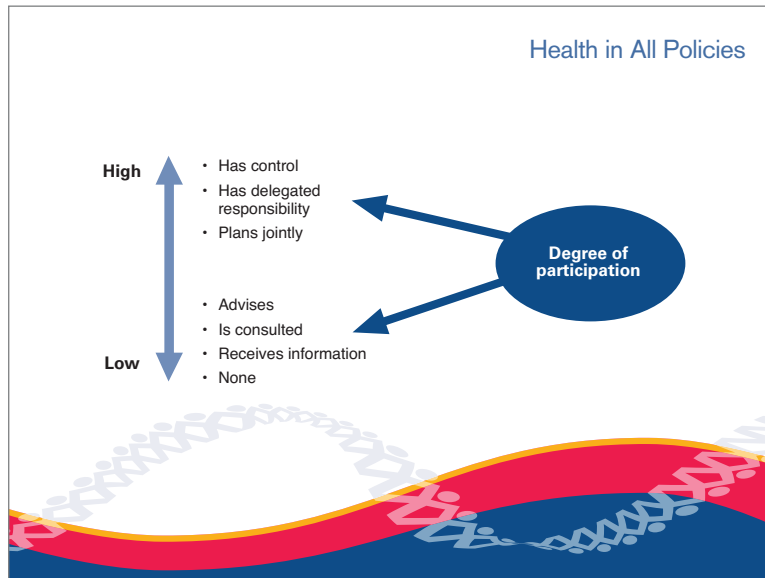 Health in All Policies
High
• Has control
• Has delegated
responsibility
• Plans jointly
Degree of
participation
• Advises
• Is consulted
• Receives information
Low
• None